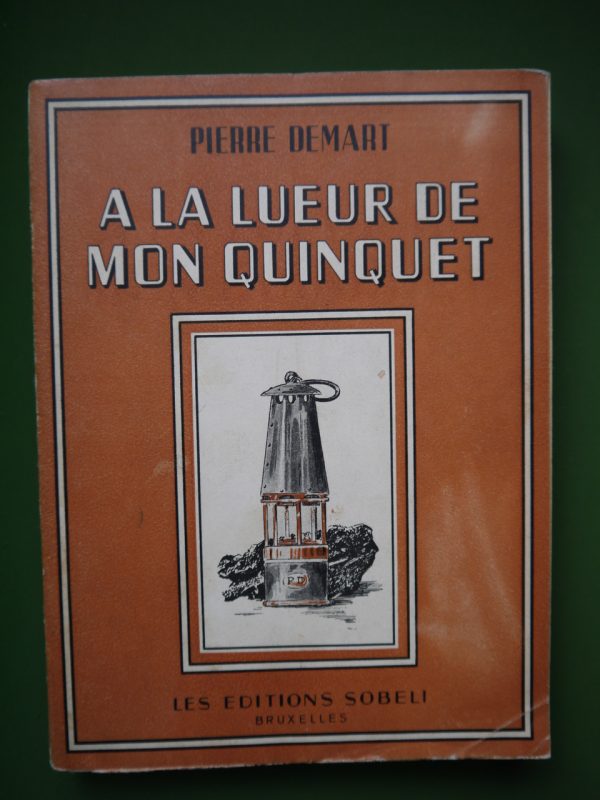 PIERRE DEMART
A LA LUEUR DE
MON QUINQUET
(P.D)
LES EDITIONS SOBELI
BRUXELLES